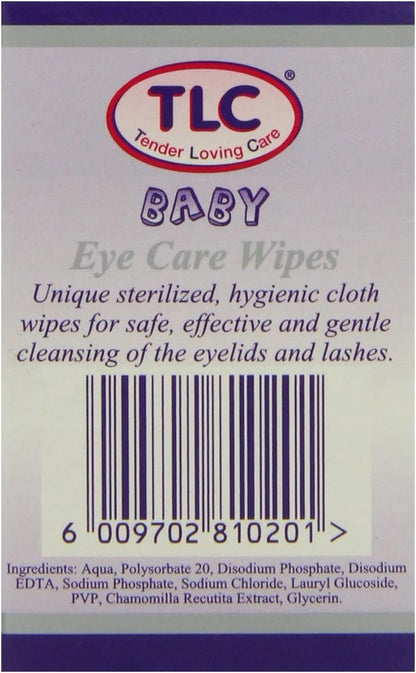 TLC®
Tender Loving Care
BABY
Eye Care Wipes
Unique sterilized, hygienic cloth
wipes for safe, effective and gentle
cleansing of the eyelids and lashes.
6 009702 810201 >
Ingredients: Aqua, Polysorbate 20, Disodium Phosphate, Disodium
EDTA, Sodium Phosphate, Sodium Chloride, Lauryl Glucoside,
PVP, Chamomilla Recutita Extract, Glycerin.